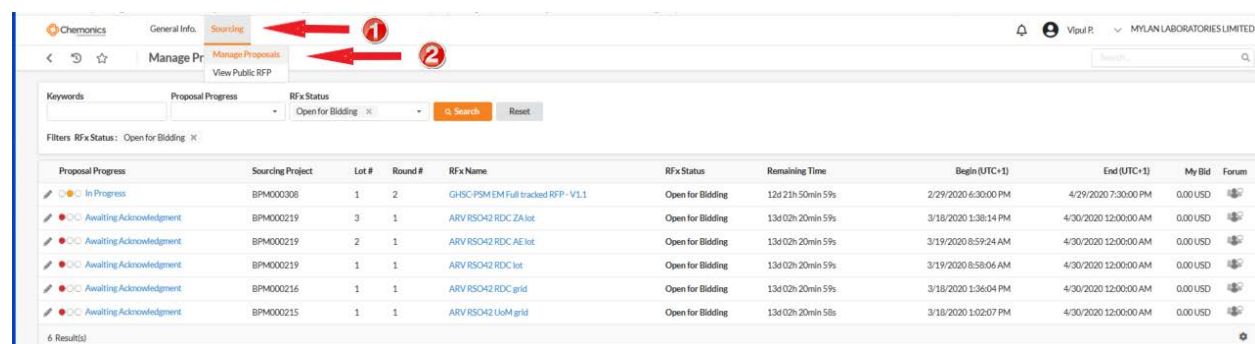 Chemonics General Info. Sourcing Vipul P. MYLAN LABORATORIES LIMITED
1
Manage Pr Manage Proposals Search...
2
View Public RFP
Keywords Proposal Progress RFx Status
Open for Bidding × Search Reset
Filters RFx Status : Open for Bidding ×
Proposal Progress Sourcing Project Lot # Round # RFx Name RFx Status Remaining Time Begin (UTC+1) End (UTC+1) My Bid Forum
In Progress BPM000308 1 2 GHSC-PSM EM Full tracked RFP - V1.1 Open for Bidding 12d 21h 50min 59s 2/29/2020 6:30:00 PM 4/29/2020 7:30:00 PM 0.00 USD
Awaiting Acknowledgment BPM000219 3 1 ARV RSO42 RDC ZA lot Open for Bidding 13d 02h 20min 59s 3/18/2020 1:38:14 PM 4/30/2020 12:00:00 AM 0.00 USD
Awaiting Acknowledgment BPM000219 2 1 ARV RSO42 RDC AE lot Open for Bidding 13d 02h 20min 59s 3/19/2020 8:59:24 AM 4/30/2020 12:00:00 AM 0.00 USD
Awaiting Acknowledgment BPM000219 1 1 ARV RSO42 RDC lot Open for Bidding 13d 02h 20min 59s 3/19/2020 8:58:06 AM 4/30/2020 12:00:00 AM 0.00 USD
Awaiting Acknowledgment BPM000216 1 1 ARV RSO42 RDC grid Open for Bidding 13d 02h 20min 59s 3/18/2020 1:36:04 PM 4/30/2020 12:00:00 AM 0.00 USD
Awaiting Acknowledgment BPM000215 1 1 ARV RSO42 UoM grid Open for Bidding 13d 02h 20min 58s 3/18/2020 1:02:07 PM 4/30/2020 12:00:00 AM 0.00 USD
6 Result(s)